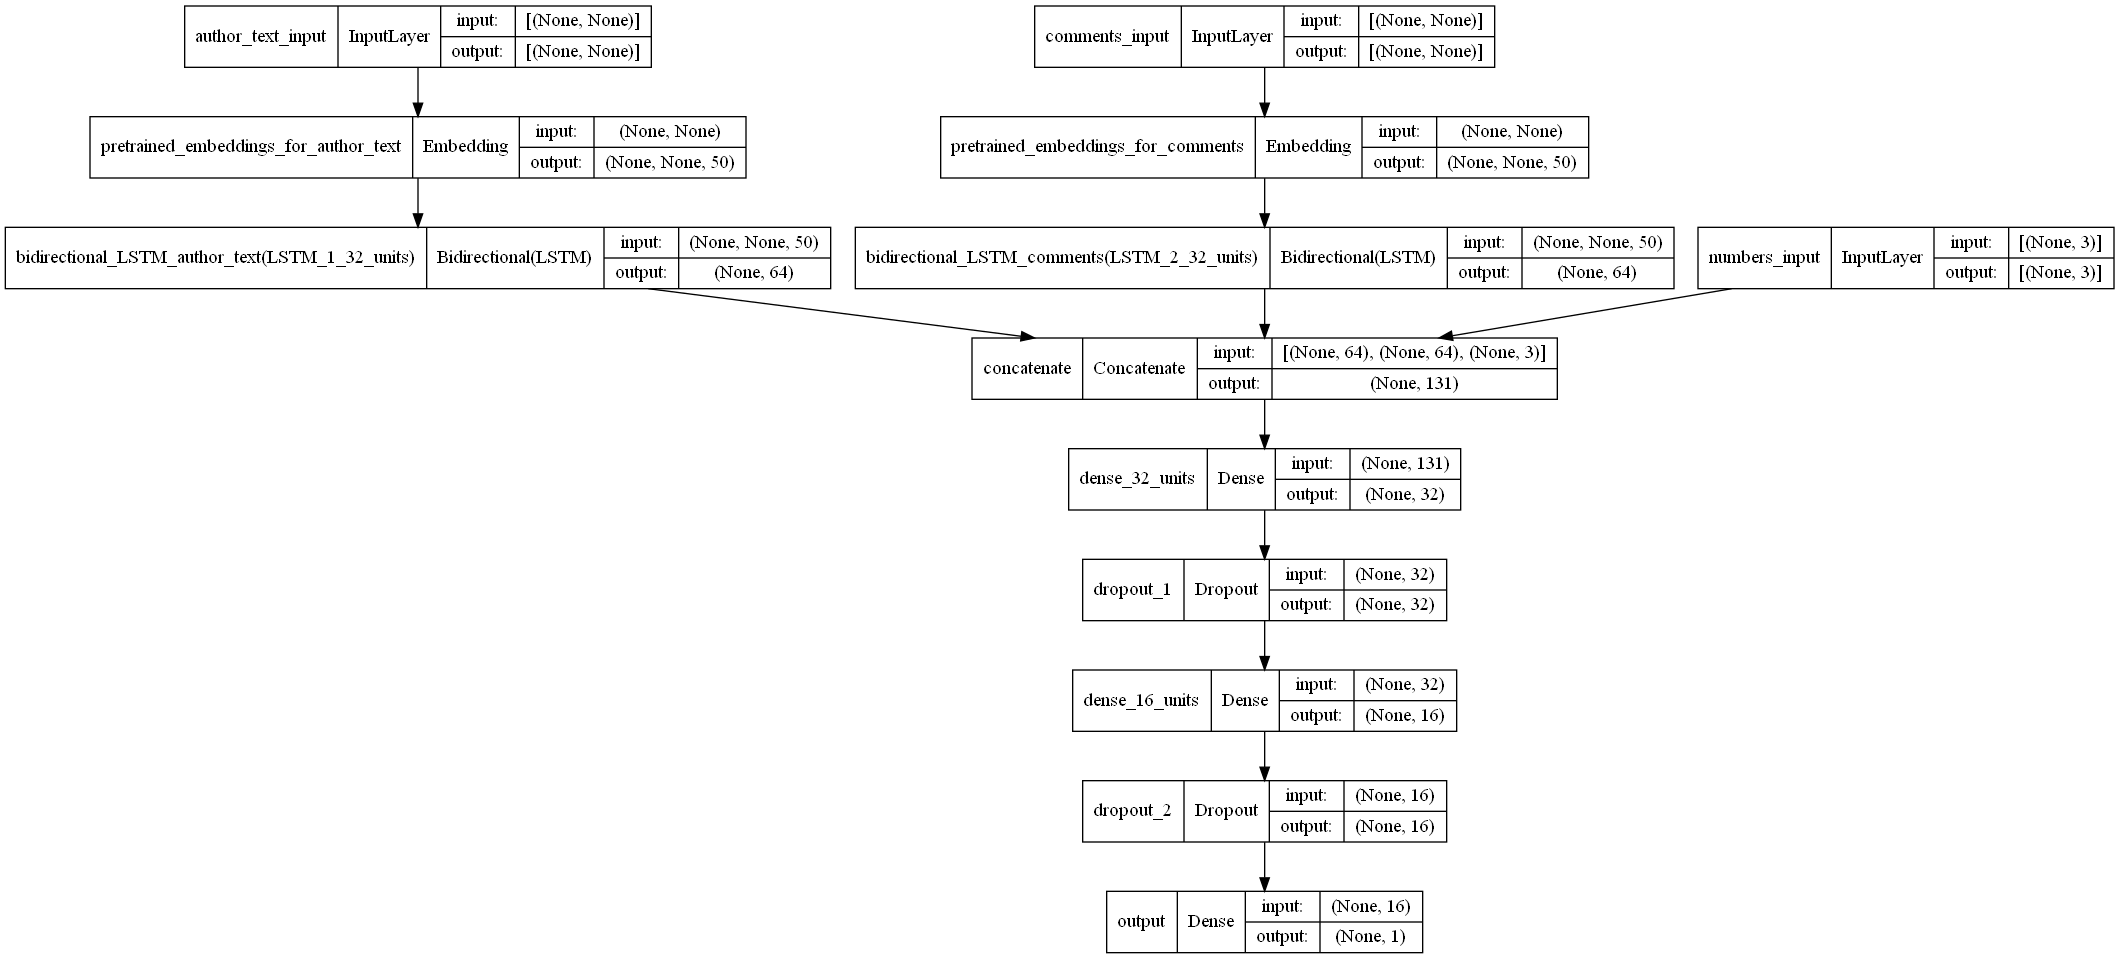 author_text_input InputLayer input: [(None, None)]
output: [(None, None)]
comments_input InputLayer input: [(None, None)]
output: [(None, None)]
pretrained_embeddings_for_author_text Embedding input: (None, None)
output: (None, None, 50)
pretrained_embeddings_for_comments Embedding input: (None, None)
output: (None, None, 50)
bidirectional_LSTM_author_text(LSTM_1_32_units) Bidirectional(LSTM) input: (None, None, 50)
output: (None, 64)
bidirectional_LSTM_comments(LSTM_2_32_units) Bidirectional(LSTM) input: (None, None, 50)
output: (None, 64)
numbers_input InputLayer input: [(None, 3)]
output: [(None, 3)]
concatenate Concatenate input: [(None, 64), (None, 64), (None, 3)]
output: (None, 131)
dense_32_units Dense input: (None, 131)
output: (None, 32)
dropout_1 Dropout input: (None, 32)
output: (None, 32)
dense_16_units Dense input: (None, 32)
output: (None, 16)
dropout_2 Dropout input: (None, 16)
output: (None, 16)
output Dense input: (None, 16)
output: (None, 1)